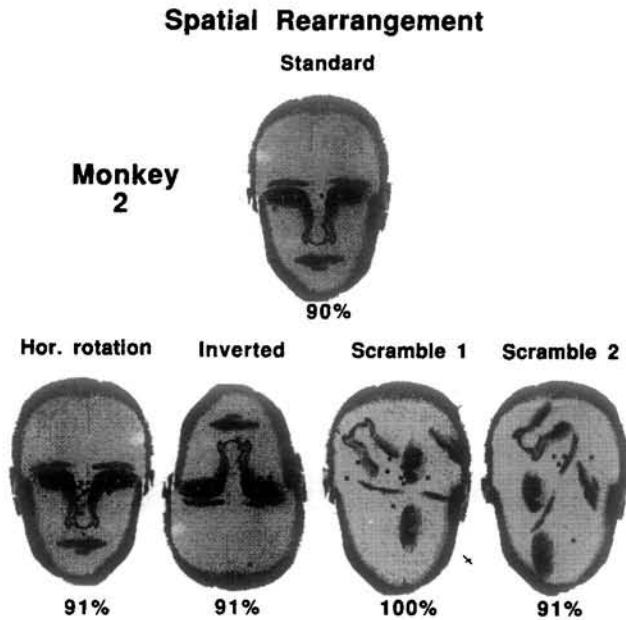 Spatial Rearrangement
Standard
Monkey
2
90%
Hor. rotation Inverted Scramble 1 Scramble 2
91% 91% 100% 91%